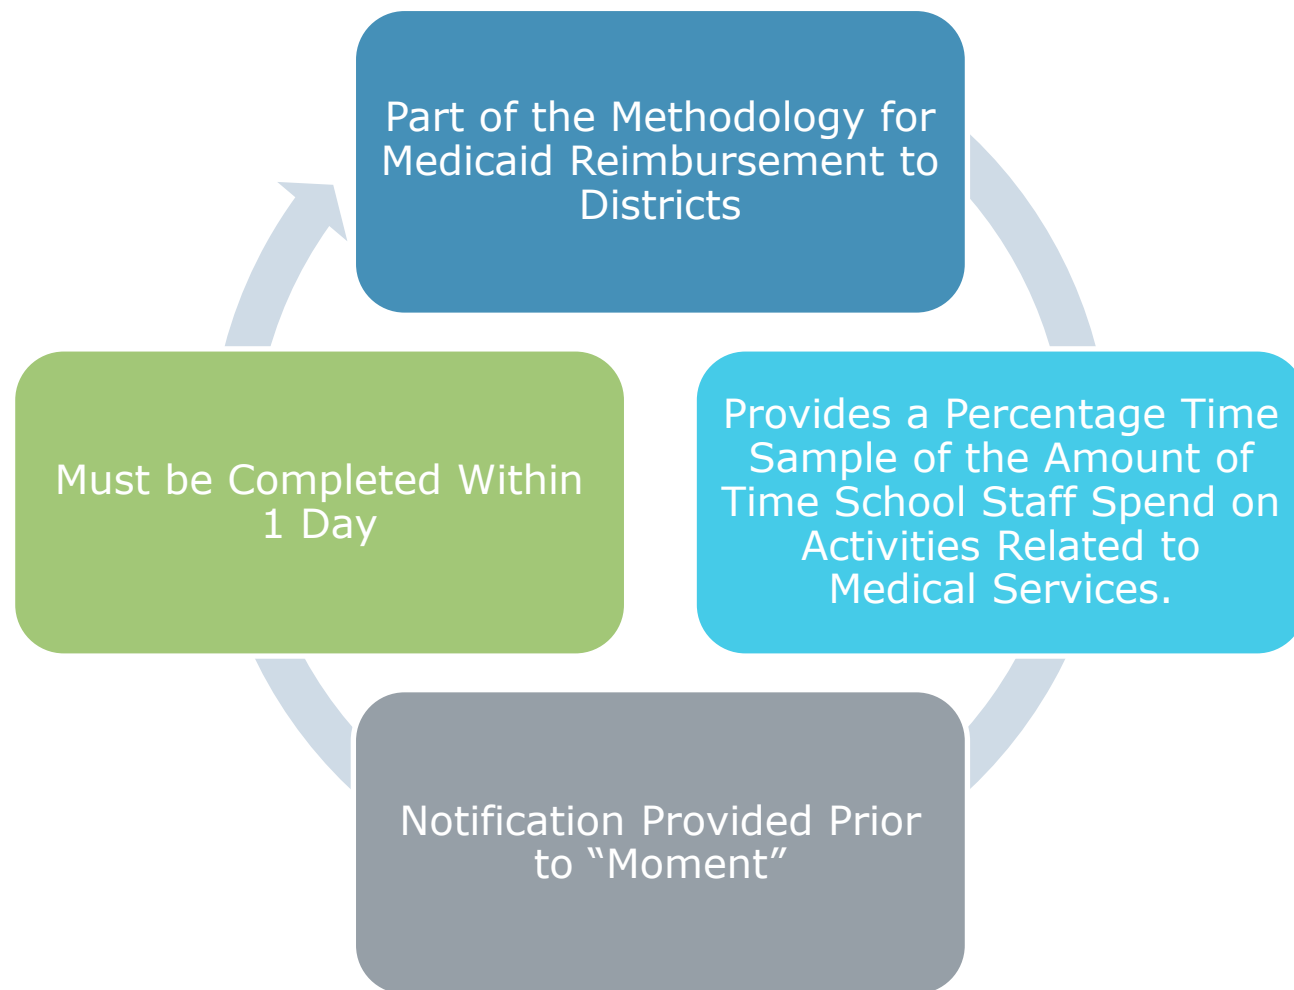 Part of the Methodology for
Medicaid Reimbursement to
Districts
Provides a Percentage Time
Sample of the Amount of
Time School Staff Spend on
Activities Related to
Medical Services.
Notification Provided Prior
to “Moment”
Must be Completed Within
1 Day